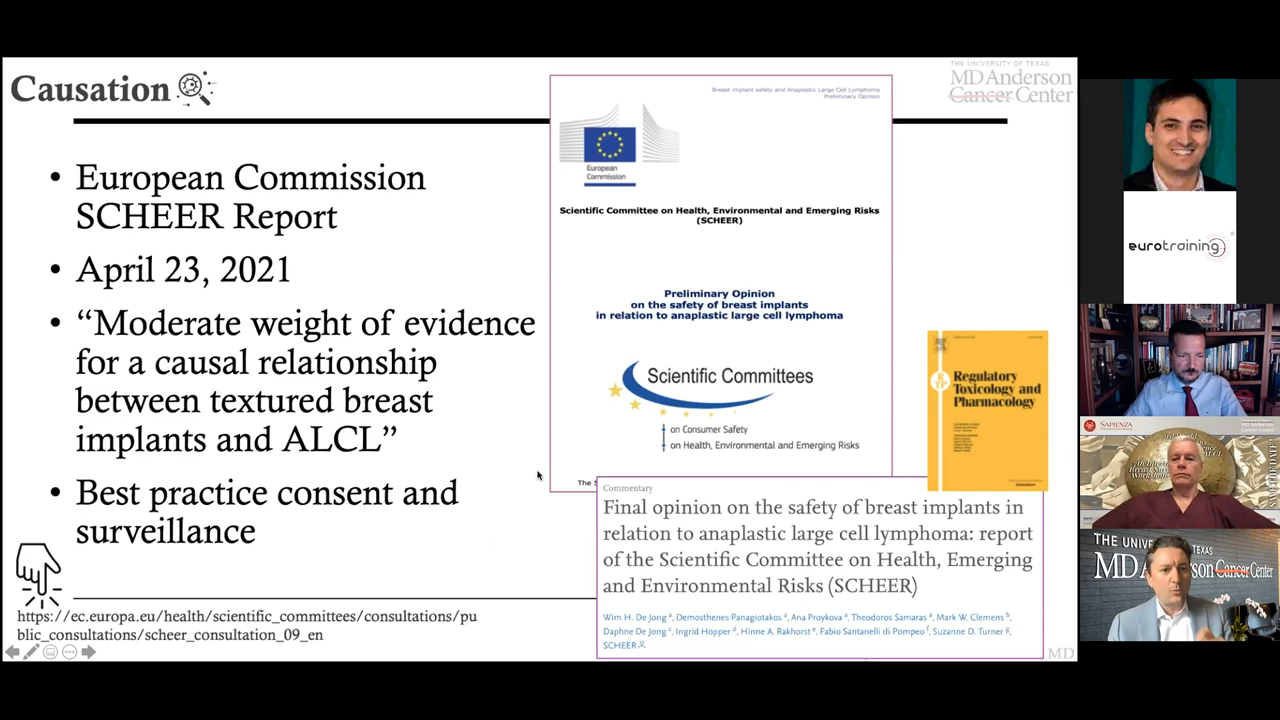 Causation
THE UNIVERSITY OF TEXAS
MD Anderson
Cancer Center
• European Commission
SCHEER Report
• April 23, 2021
• “Moderate weight of evidence
for a causal relationship
between textured breast
implants and ALCL”
• Best practice consent and
surveillance
https://ec.europa.eu/health/scientific_committees/consultations/pu
blic_consultations/scheer_consultation_09_en
Breast implant safety and Anaplastic Large Cell Lymphoma
Preliminary Opinion
European
Commission
Scientific Committee on Health, Environmental and Emerging Risks
(SCHEER)
Preliminary Opinion
on the safety of breast implants
in relation to anaplastic large cell lymphoma
Scientific Committees
on Consumer Safety
on Health, Environmental and Emerging Risks
The S
Regulatory
Toxicology and
Pharmacology
Commentary
Final opinion on the safety of breast implants in
relation to anaplastic large cell lymphoma: report
of the Scientific Committee on Health, Emerging
and Environmental Risks (SCHEER)
Wim H. De Jong a, Demosthenes Panagiotakos a, Ana Proykova a, Theodoros Samaras a, Mark W. Clemens b,
Daphne De Jong c, Ingrid Hopper d, Hinne A. Rakhorst e, Fabio Santanelli di Pompeo f, Suzanne D. Turner g,
SCHEER
MD
eurotraining®
SAPIENZA
MD Anderson
ALCL
THE UNIVERSITY OF TEXAS
MD Anderson Cancer Center